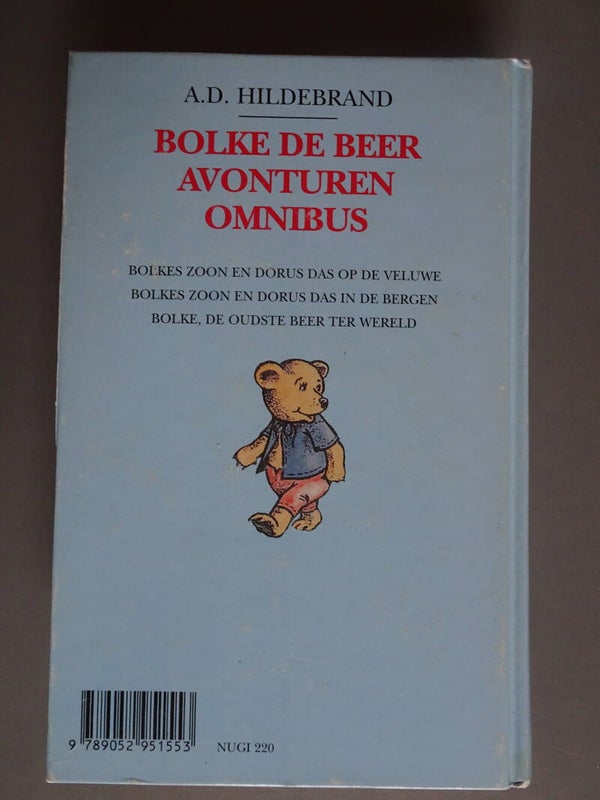 A.D. HILDEBRAND
BOLKE DE BEER
AVONTUREN
OMNIBUS
BOLKES ZOON EN DORUS DAS OP DE VELUWE
BOLKES ZOON EN DORUS DAS IN DE BERGEN
BOLKE, DE OUDSTE BEER TER WERELD
9 789052 951553
NUGI 220